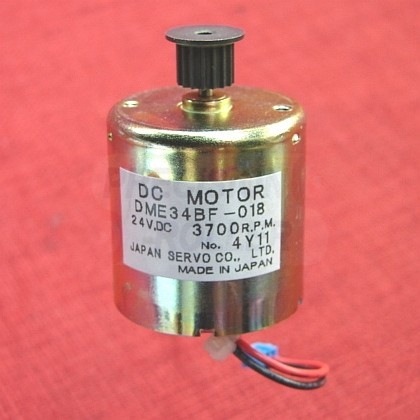 DC MOTOR
DME34BF-018
24V.DC 3700R.P.M.
No. 4Y11
JAPAN SERVO CO., LTD.
MADE IN JAPAN